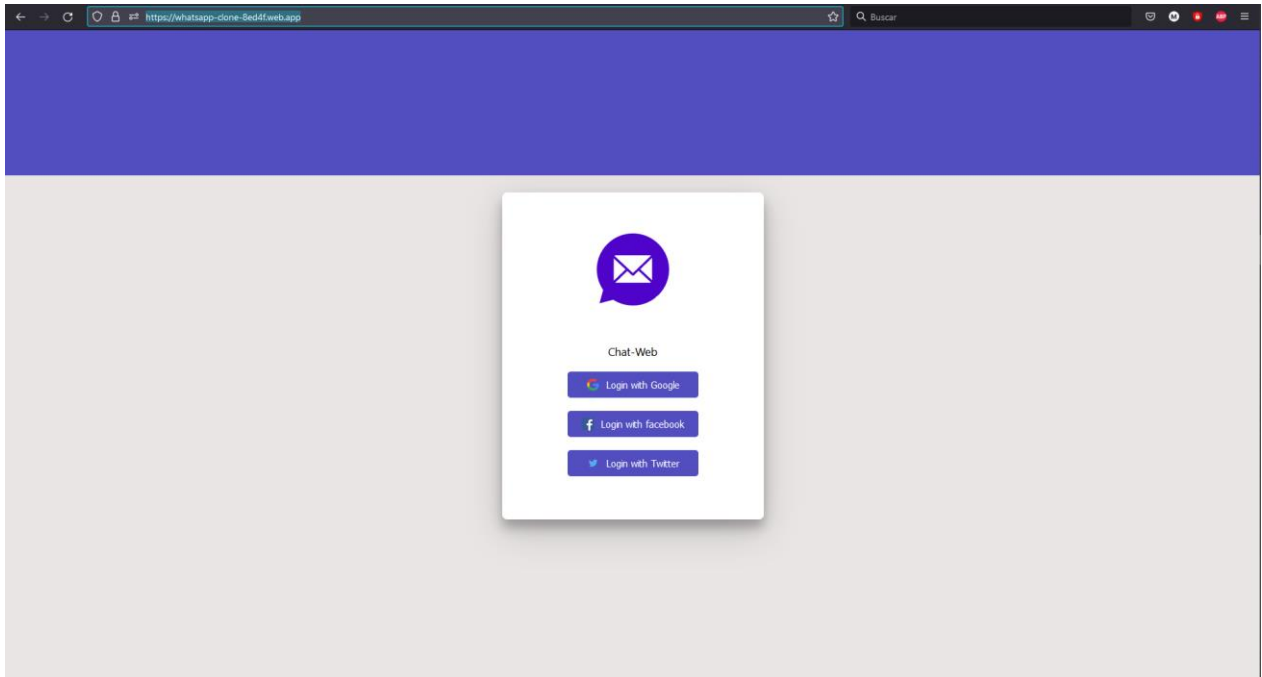 https://whatsapp-clone-8ed4f.web.app
Buscar
Chat-Web
Login with Google
Login with facebook
Login with Twitter